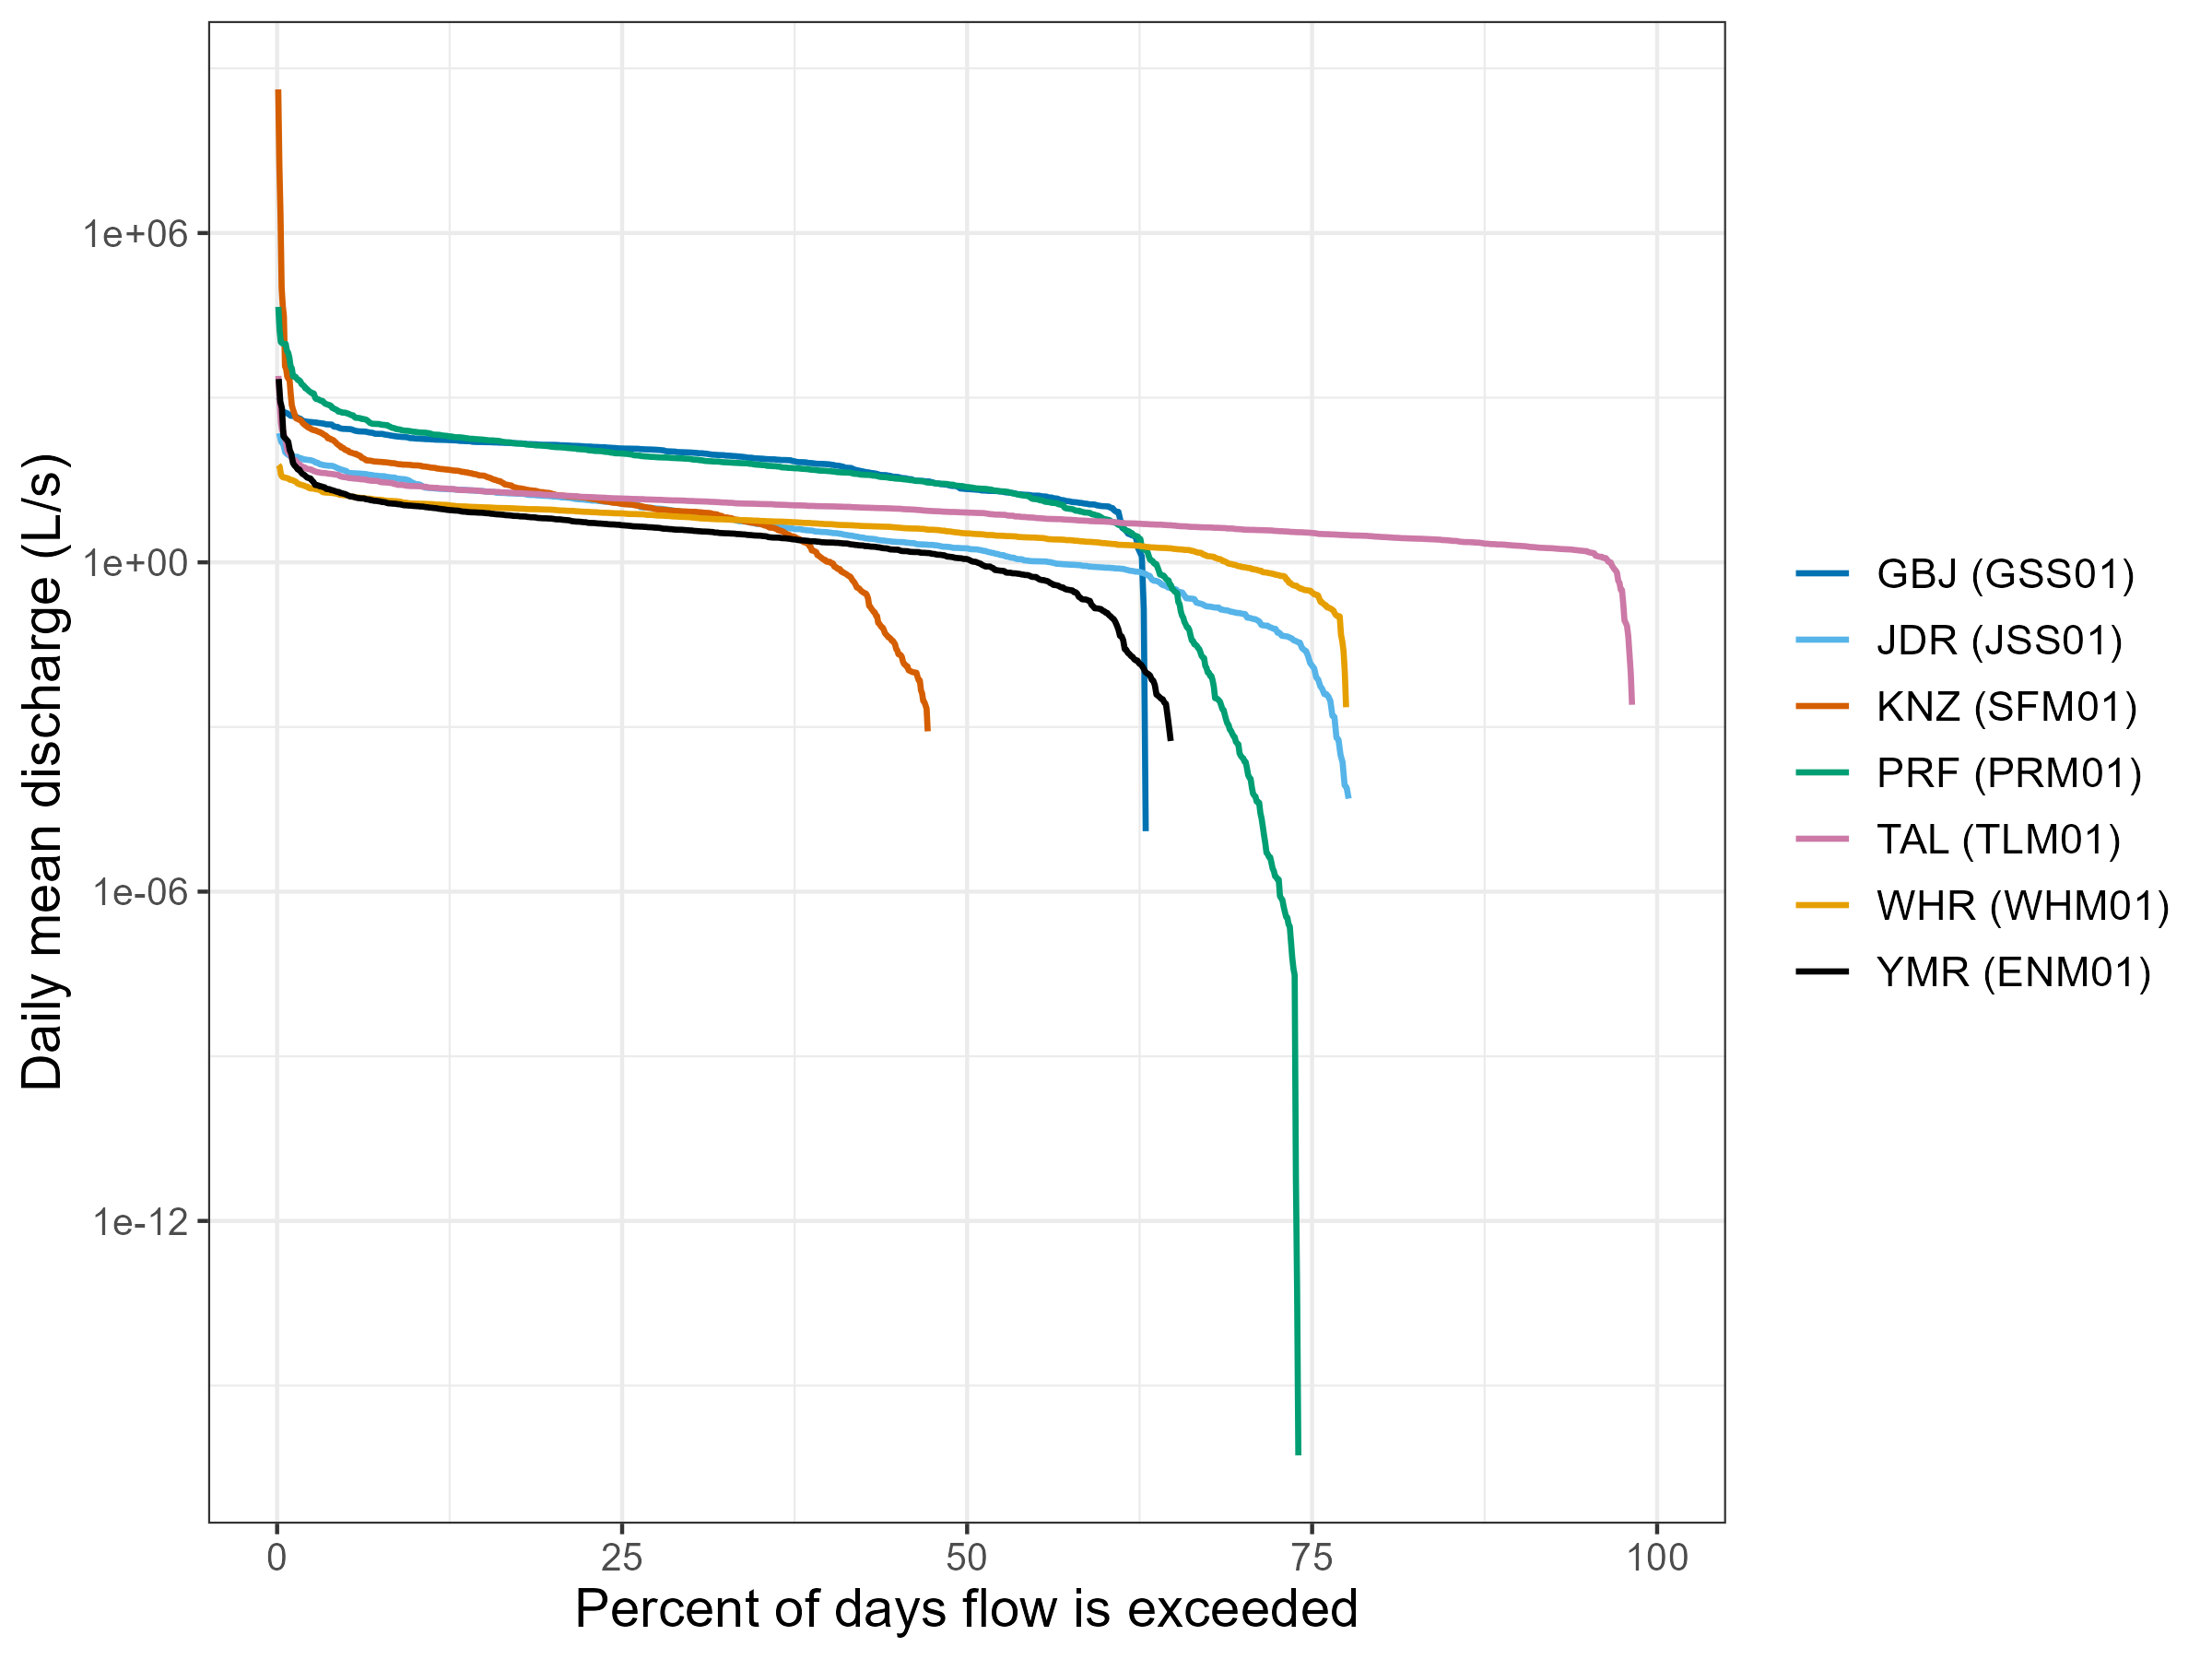 Daily mean discharge (L/s)
1e+06
1e+00
1e-06
1e-12
0
25
50
75
100
Percent of days flow is exceeded
GBJ (GSS01)
JDR (JSS01)
KNZ (SFM01)
PRF (PRM01)
TAL (TLM01)
WHR (WHM01)
YMR (ENM01)